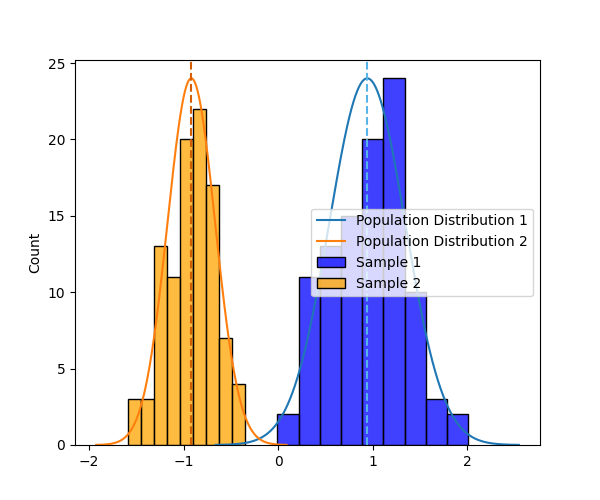 25
20
15
10
5
0
Count
Population Distribution 1
Population Distribution 2
Sample 1
Sample 2
−2 −1 0 1 2